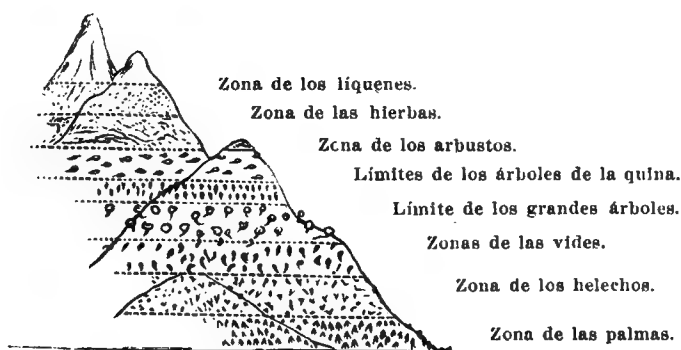 Zona de los líquenes.
Zona de las hierbas.
Zcna de los arbustos.
Límites de los árboles de la quina.
Límite de los grandes árboles.
Zonas de las vides.
Zona de los helechos.
Zona de las palmas.